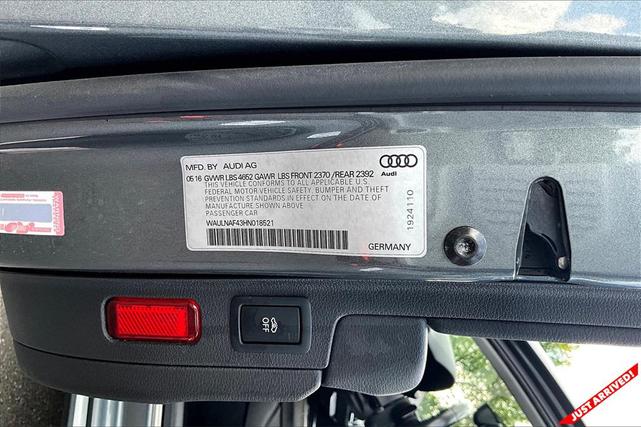 MFD. BY AUDI AG
05 16 GVWR LBS 4652 GAWR LBS FRONT 2370 /REAR 2392
THIS VEHICLE CONFORMS TO ALL APPLICABLE U.S.
FEDERAL MOTOR VEHICLE SAFETY, BUMPER AND THEFT
PREVENTION STANDARDS IN EFFECT ON THE DATE OF
MANUFACTURE SHOWN ABOVE
PASSENGER CAR
WAULNAF43HN018521
GERMANY
Audi
1924110
OFF
JUST ARRIVED!